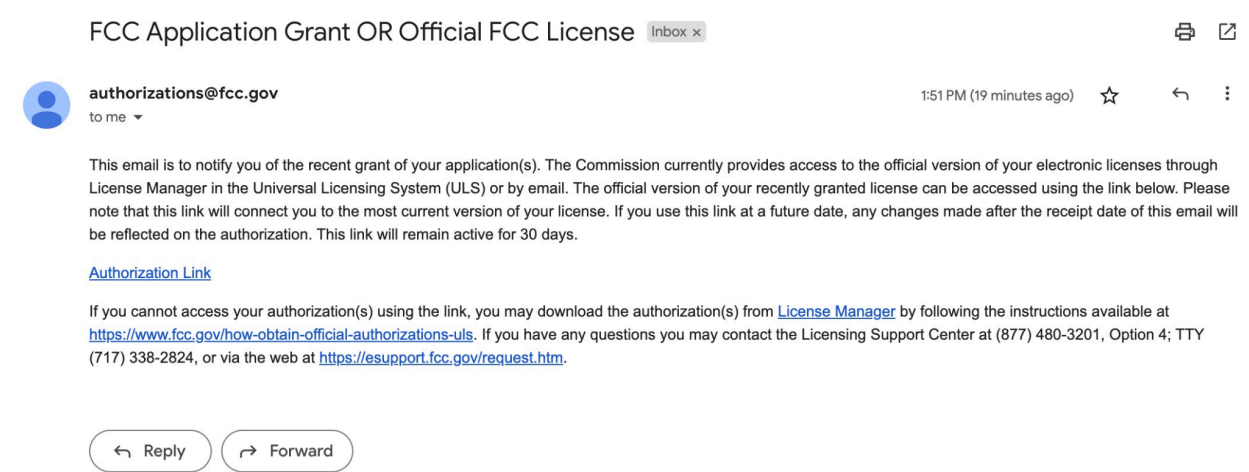 FCC Application Grant OR Official FCC License Inbox ×
authorizations@fcc.gov 1:51 PM (19 minutes ago)
to me
This email is to notify you of the recent grant of your application(s). The Commission currently provides access to the official version of your electronic licenses through
License Manager in the Universal Licensing System (ULS) or by email. The official version of your recently granted license can be accessed using the link below. Please
note that this link will connect you to the most current version of your license. If you use this link at a future date, any changes made after the receipt date of this email will
be reflected on the authorization. This link will remain active for 30 days.
Authorization Link
If you cannot access your authorization(s) using the link, you may download the authorization(s) from License Manager by following the instructions available at
https://www.fcc.gov/how-obtain-official-authorizations-uls. If you have any questions you may contact the Licensing Support Center at (877) 480-3201, Option 4; TTY
(717) 338-2824, or via the web at https://esupport.fcc.gov/request.htm.
Reply Forward